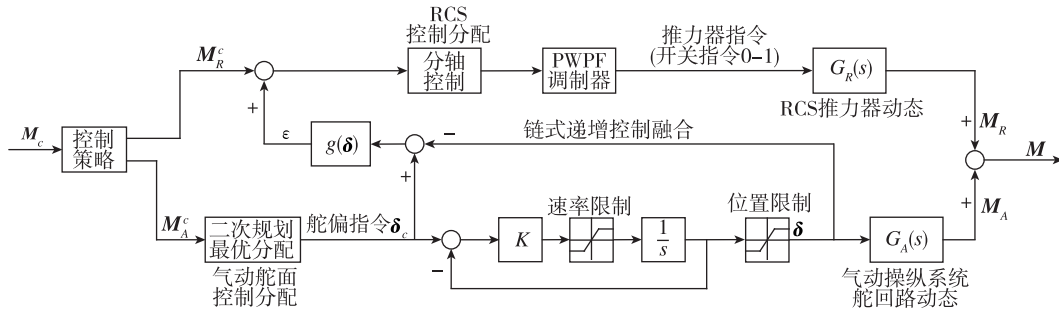 RCS
控制分配
M_R^c
分轴
控制
PWPF
调制器
推力器指令
(开关指令0-1)
G_R(s)
RCS推力器动态
+
ε
g(δ)
−
链式递增控制融合
+
M_R
M_c
控制
策略
+
M
M_A^c
二次规划
最优分配
气动舵面
控制分配
舵偏指令δ_c
−
K
速率限制
1/s
位置限制
δ
G_A(s)
气动操纵系统
舵回路动态
+
M_A